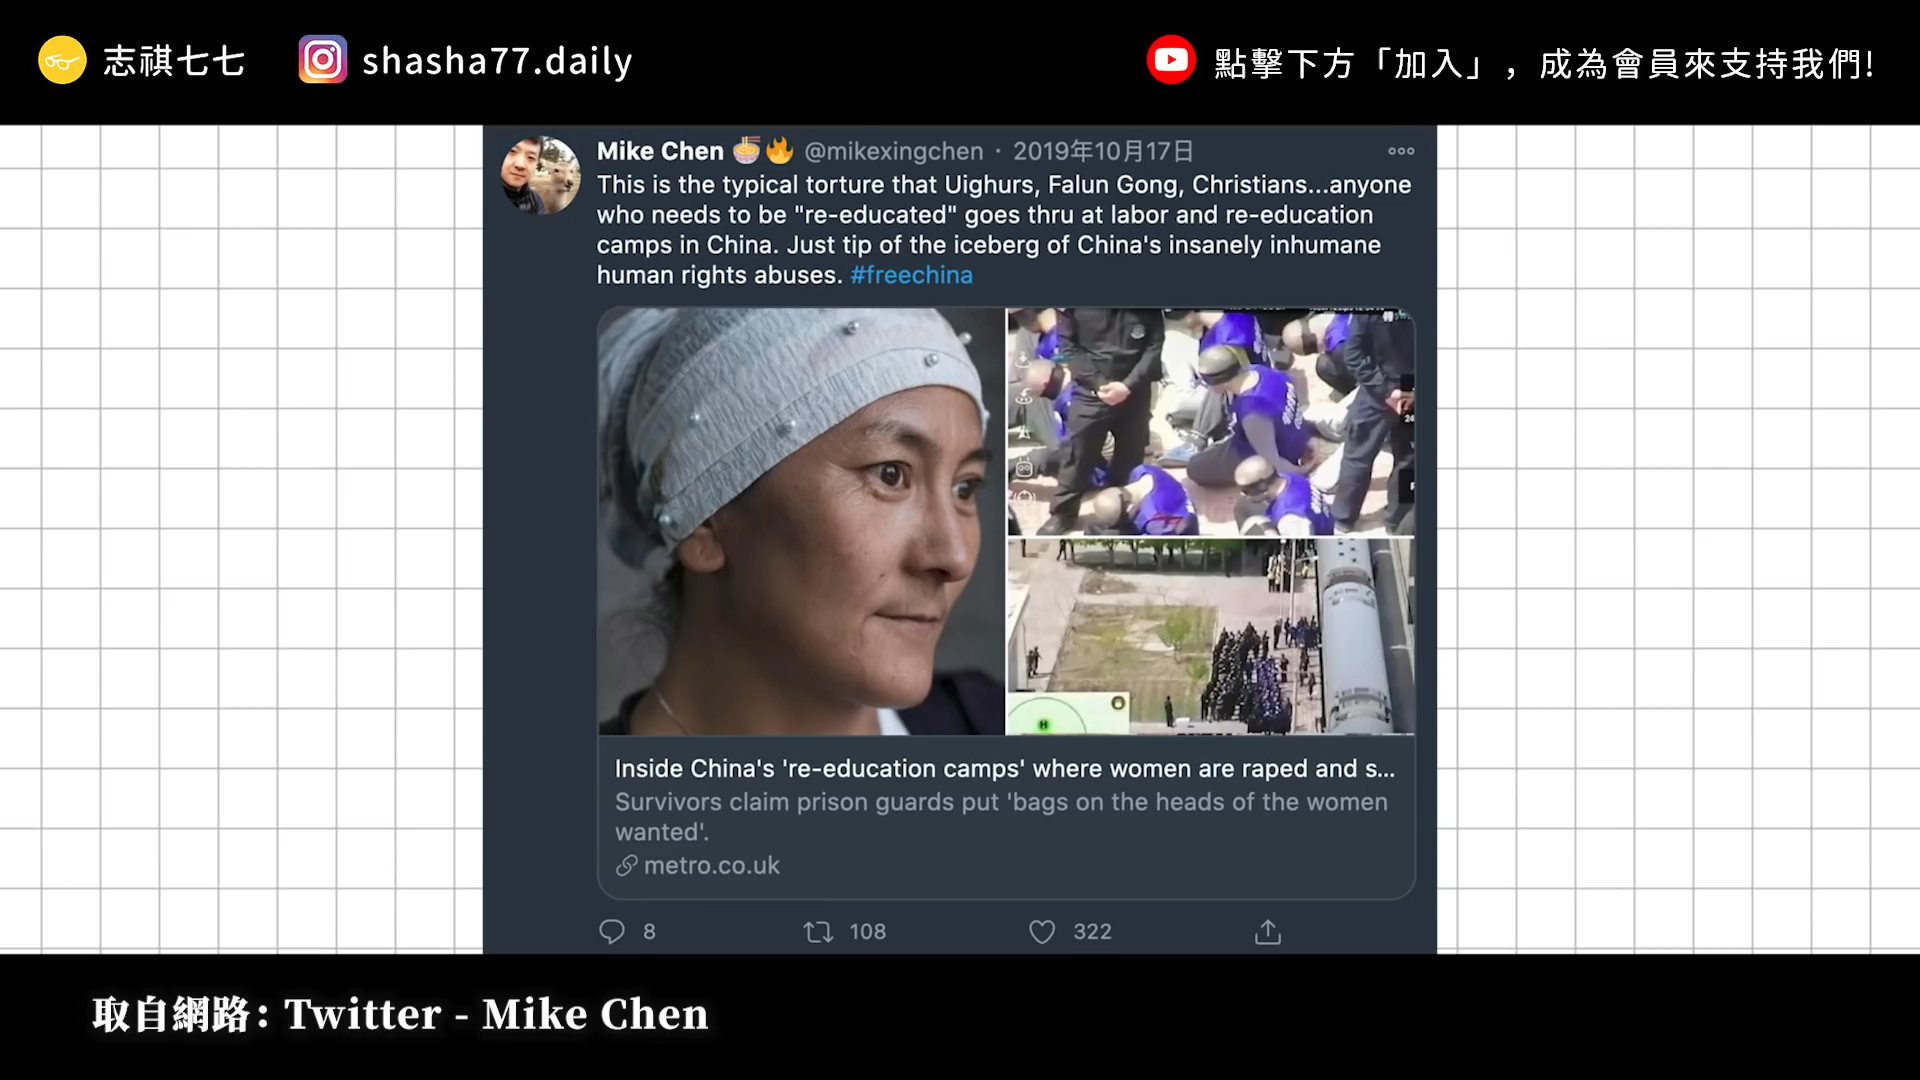 志祺七七
shasha77.daily
點擊下方「加入」，成為會員來支持我們!
Mike Chen 🍜🔥 @mikexingchen · 2019年10月17日
This is the typical torture that Uighurs, Falun Gong, Christians...anyone
who needs to be "re-educated" goes thru at labor and re-education
camps in China. Just tip of the iceberg of China's insanely inhumane
human rights abuses. #freechina
H
Inside China's 're-education camps' where women are raped and s...
Survivors claim prison guards put 'bags on the heads of the women
wanted'.
metro.co.uk
8
108
322
取自網路：Twitter - Mike Chen